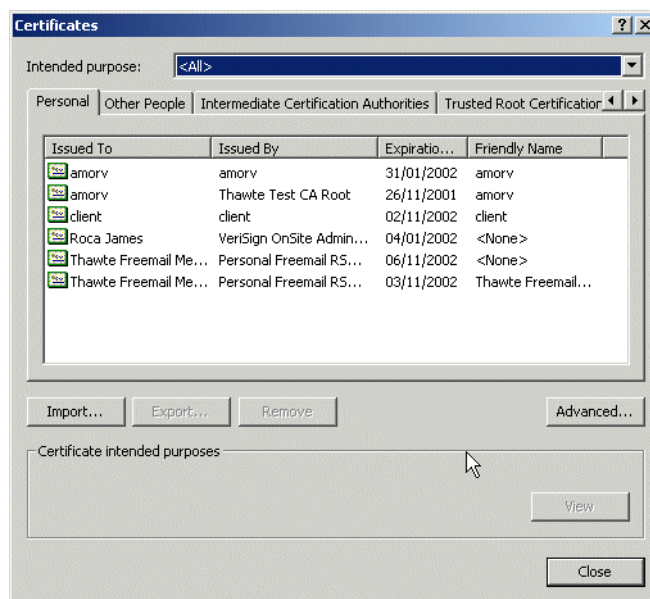 Certificates
Intended purpose: <All>
Personal Other People Intermediate Certification Authorities Trusted Root Certification
Issued To Issued By Expiratio... Friendly Name
amorv amorv 31/01/2002 amorv
amorv Thawte Test CA Root 26/11/2001 amorv
client client 02/11/2002 client
Roca James VeriSign OnSite Admin... 04/01/2002 <None>
Thawte Freemail Me... Personal Freemail RS... 06/11/2002 <None>
Thawte Freemail Me... Personal Freemail RS... 03/11/2002 Thawte Freemail...
Import... Export... Remove Advanced...
Certificate intended purposes
View
Close